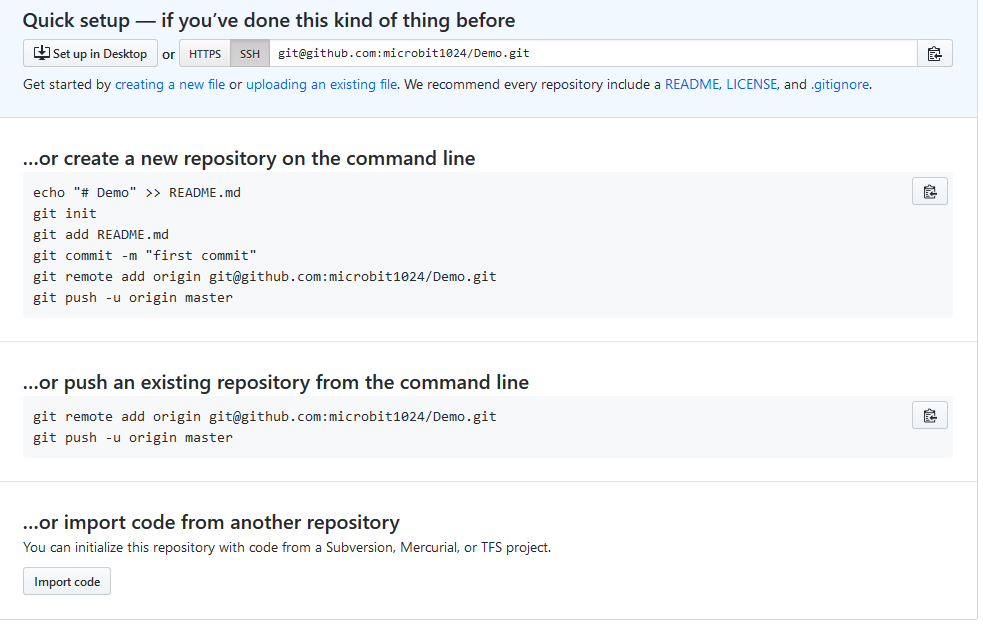 Quick setup — if you’ve done this kind of thing before
Set up in Desktop or HTTPS SSH git@github.com:microbit1024/Demo.git
Get started by creating a new file or uploading an existing file. We recommend every repository include a README, LICENSE, and .gitignore.
…or create a new repository on the command line
echo "# Demo" >> README.md
git init
git add README.md
git commit -m "first commit"
git remote add origin git@github.com:microbit1024/Demo.git
git push -u origin master
…or push an existing repository from the command line
git remote add origin git@github.com:microbit1024/Demo.git
git push -u origin master
…or import code from another repository
You can initialize this repository with code from a Subversion, Mercurial, or TFS project.
Import code